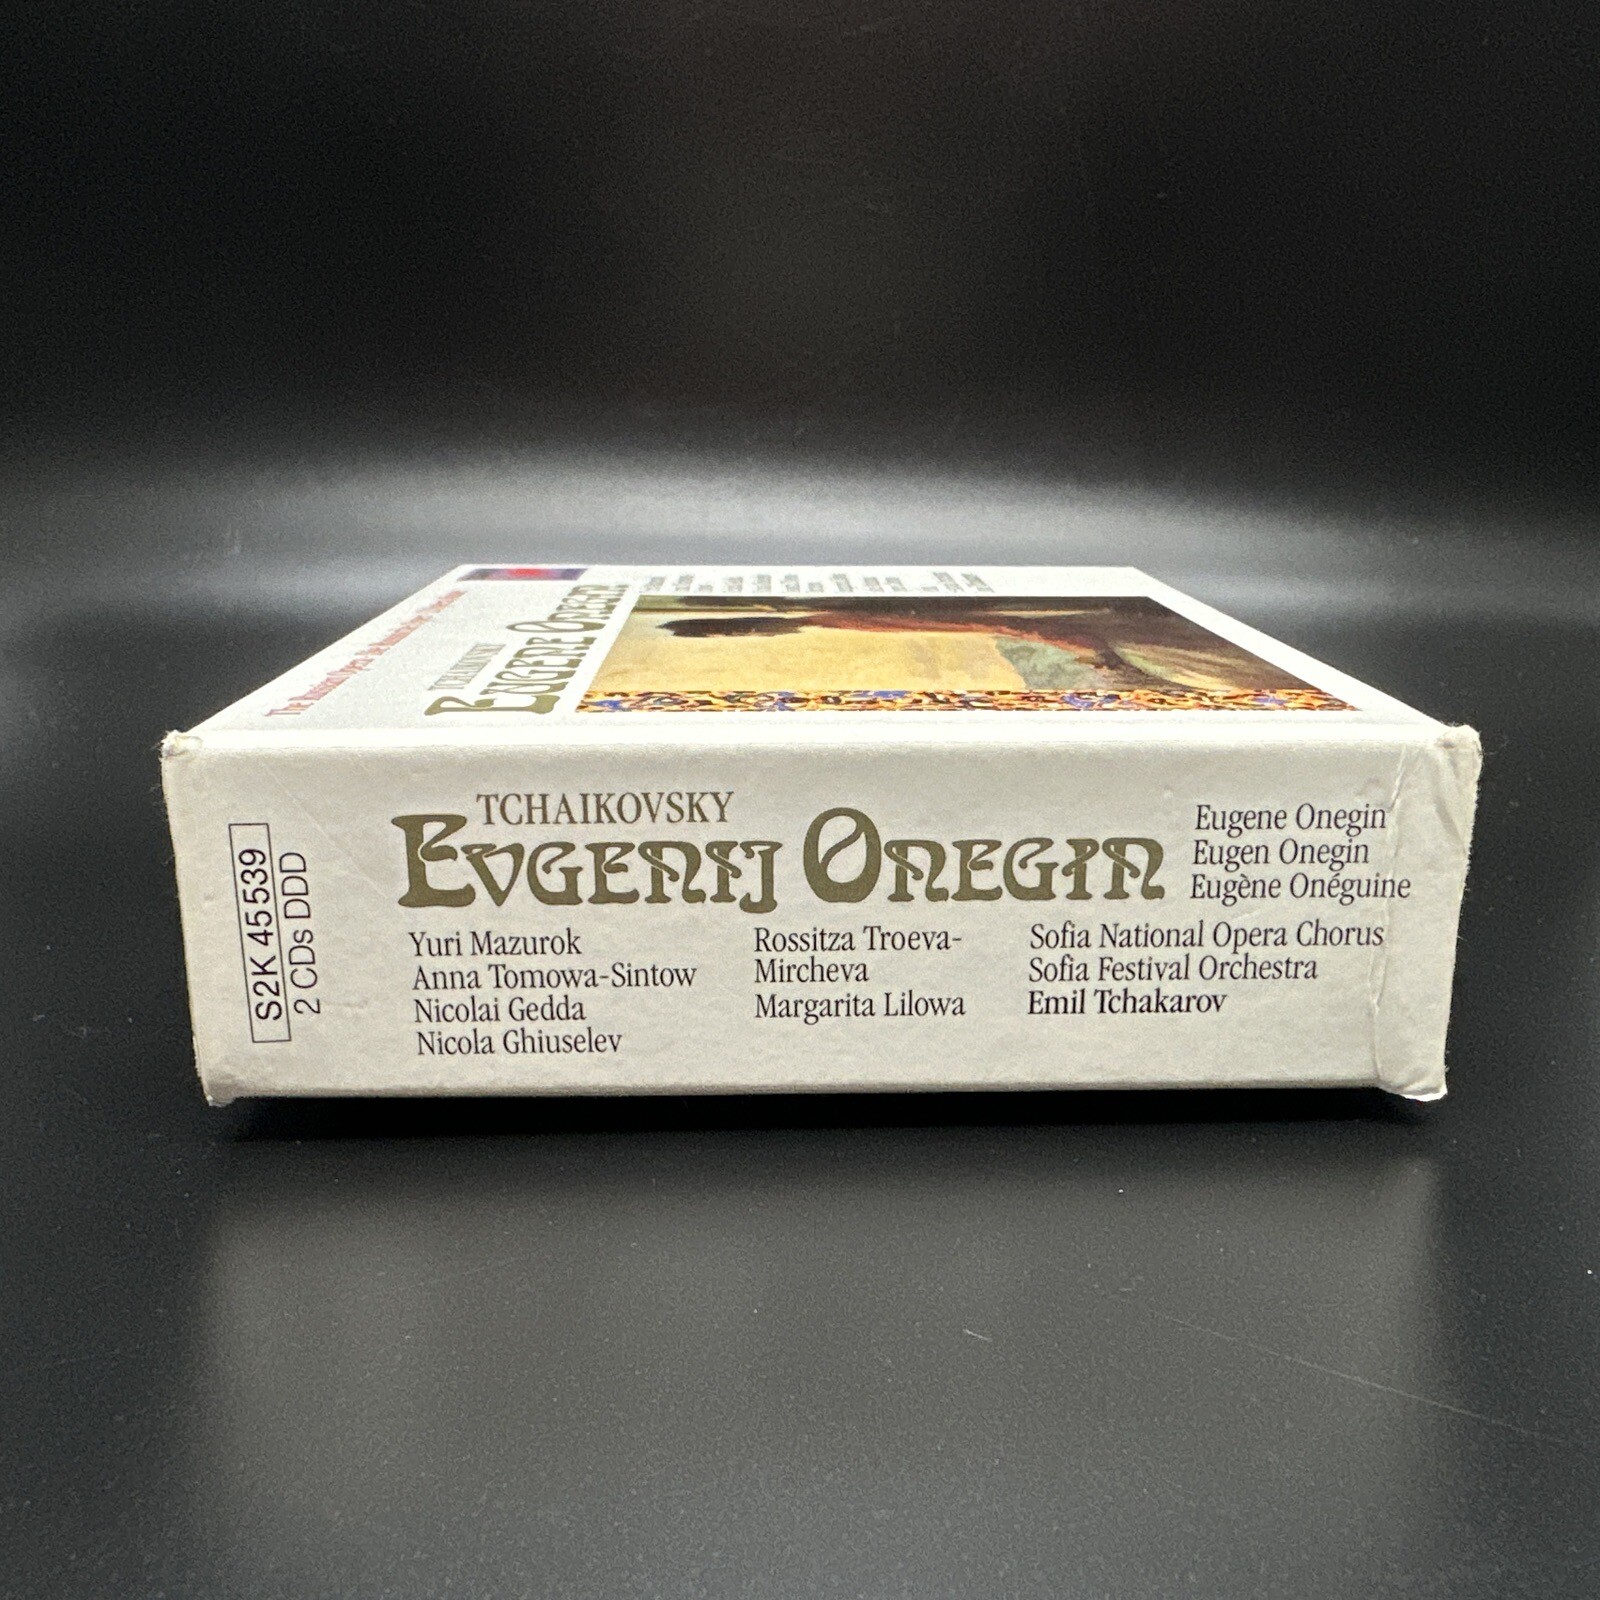 TCHAIKOVSKY
EUGENE ONEGIN
S2K 45539
2 CDs DDD
TCHAIKOVSKY
EVGENIJ ONEGIN
Eugene Onegin
Eugen Onegin
Eugène Onéguine
Yuri Mazurok
Anna Tomowa-Sintow
Nicolai Gedda
Nicola Ghiuselev
Rossitza Troeva-
Mircheva
Margarita Lilowa
Sofia National Opera Chorus
Sofia Festival Orchestra
Emil Tchakarov